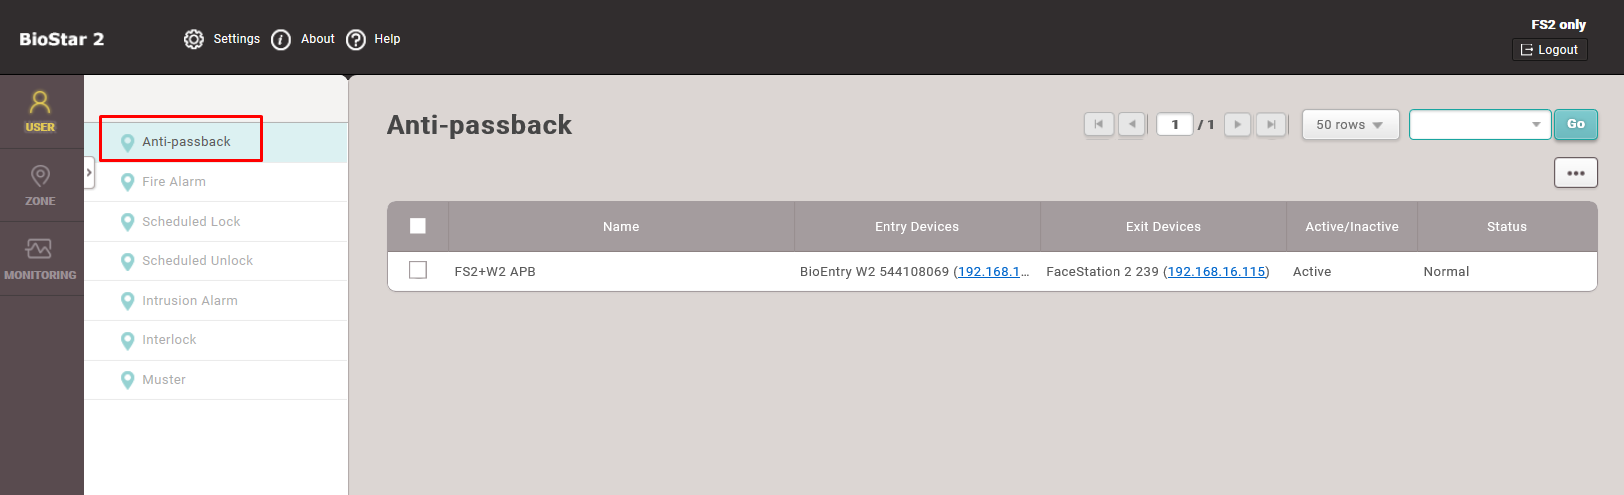 BioStar 2
Settings
About
Help
FS2 only
Logout
USER
ZONE
MONITORING
Anti-passback
Fire Alarm
Scheduled Lock
Scheduled Unlock
Intrusion Alarm
Interlock
Muster
Anti-passback
1 / 1
50 rows
Go
Name Entry Devices Exit Devices Active/Inactive Status
FS2+W2 APB BioEntry W2 544108069 (192.168.1... FaceStation 2 239 (192.168.16.115) Active Normal